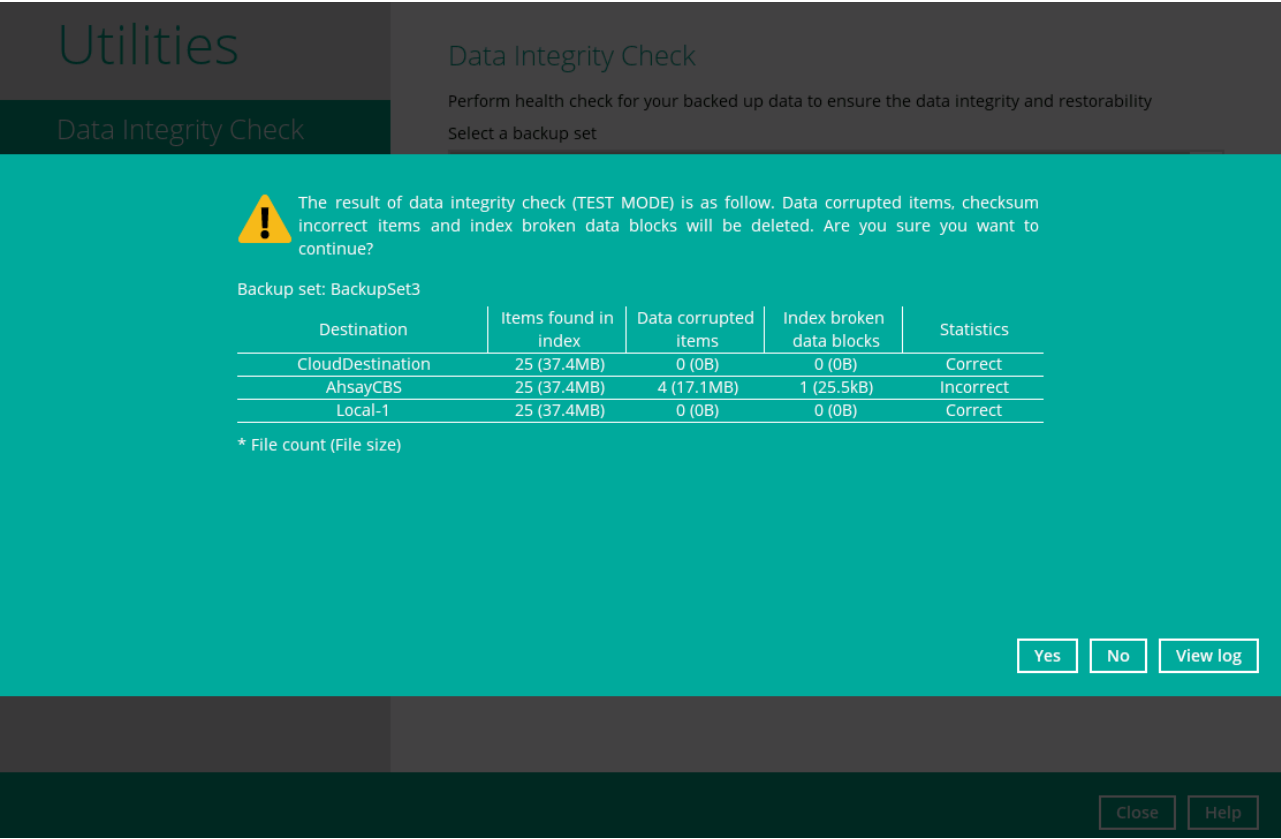 Utilities
Data Integrity Check
Data Integrity Check
Perform health check for your backed up data to ensure the data integrity and restorability
Select a backup set
The result of data integrity check (TEST MODE) is as follow. Data corrupted items, checksum
incorrect items and index broken data blocks will be deleted. Are you sure you want to
continue?
Backup set: BackupSet3
Destination Items found in index Data corrupted items Index broken data blocks Statistics
CloudDestination 25 (37.4MB) 0 (0B) 0 (0B) Correct
AhsayCBS 25 (37.4MB) 4 (17.1MB) 1 (25.5kB) Incorrect
Local-1 25 (37.4MB) 0 (0B) 0 (0B) Correct
* File count (File size)
Yes No View log
Close Help